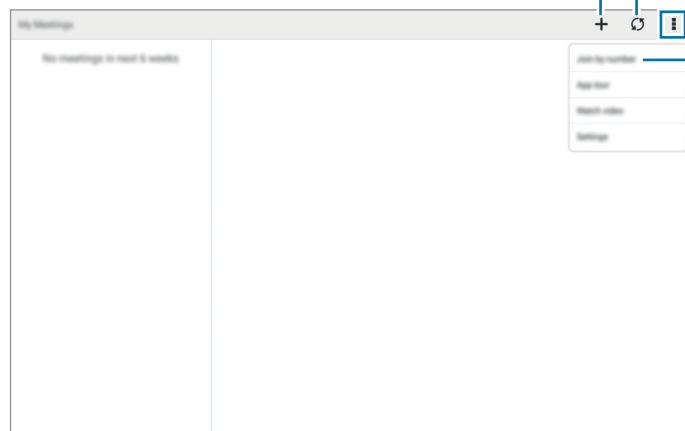 My Meetings
No meetings in next 6 weeks
Join by number
App tour
Watch video
Settings